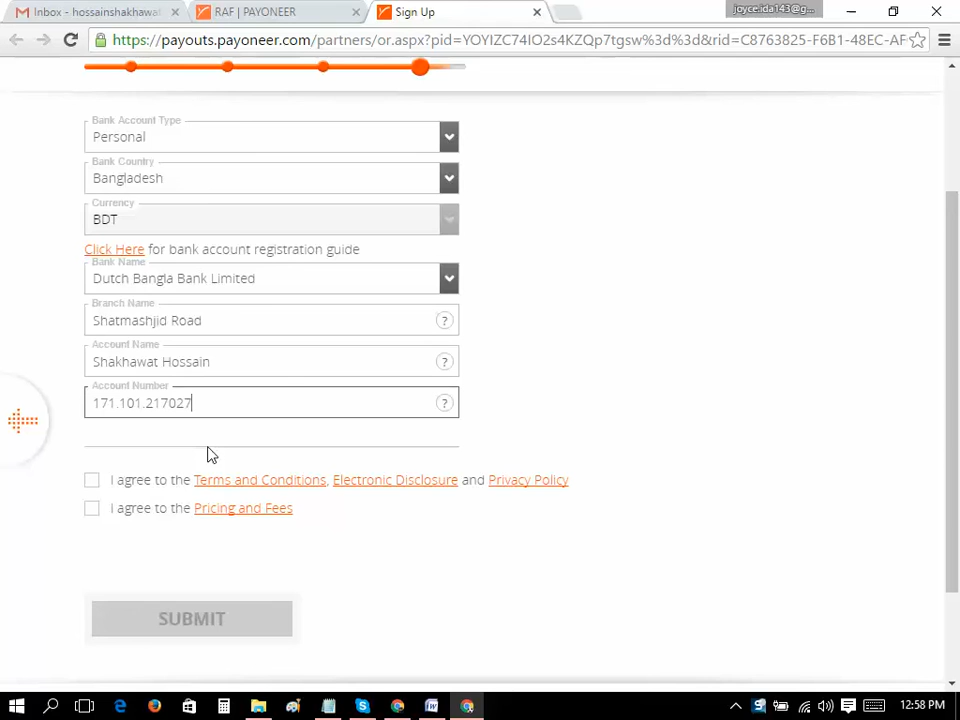 Inbox - hossainshakhawat
RAF | PAYONEER
Sign Up
joyce.ida143@g...
https://payouts.payoneer.com/partners/or.aspx?pid=YOYIZC74IO2s4KZQp7tgsw%3d%3d&rid=C8763825-F6B1-48EC-AF
Bank Account Type
Personal
Bank Country
Bangladesh
Currency
BDT
Click Here for bank account registration guide
Bank Name
Dutch Bangla Bank Limited
Branch Name
Shatmashjid Road
?
Account Name
Shakhawat Hossain
?
Account Number
171.101.217027
?
I agree to the Terms and Conditions, Electronic Disclosure and Privacy Policy
I agree to the Pricing and Fees
SUBMIT
12:58 PM